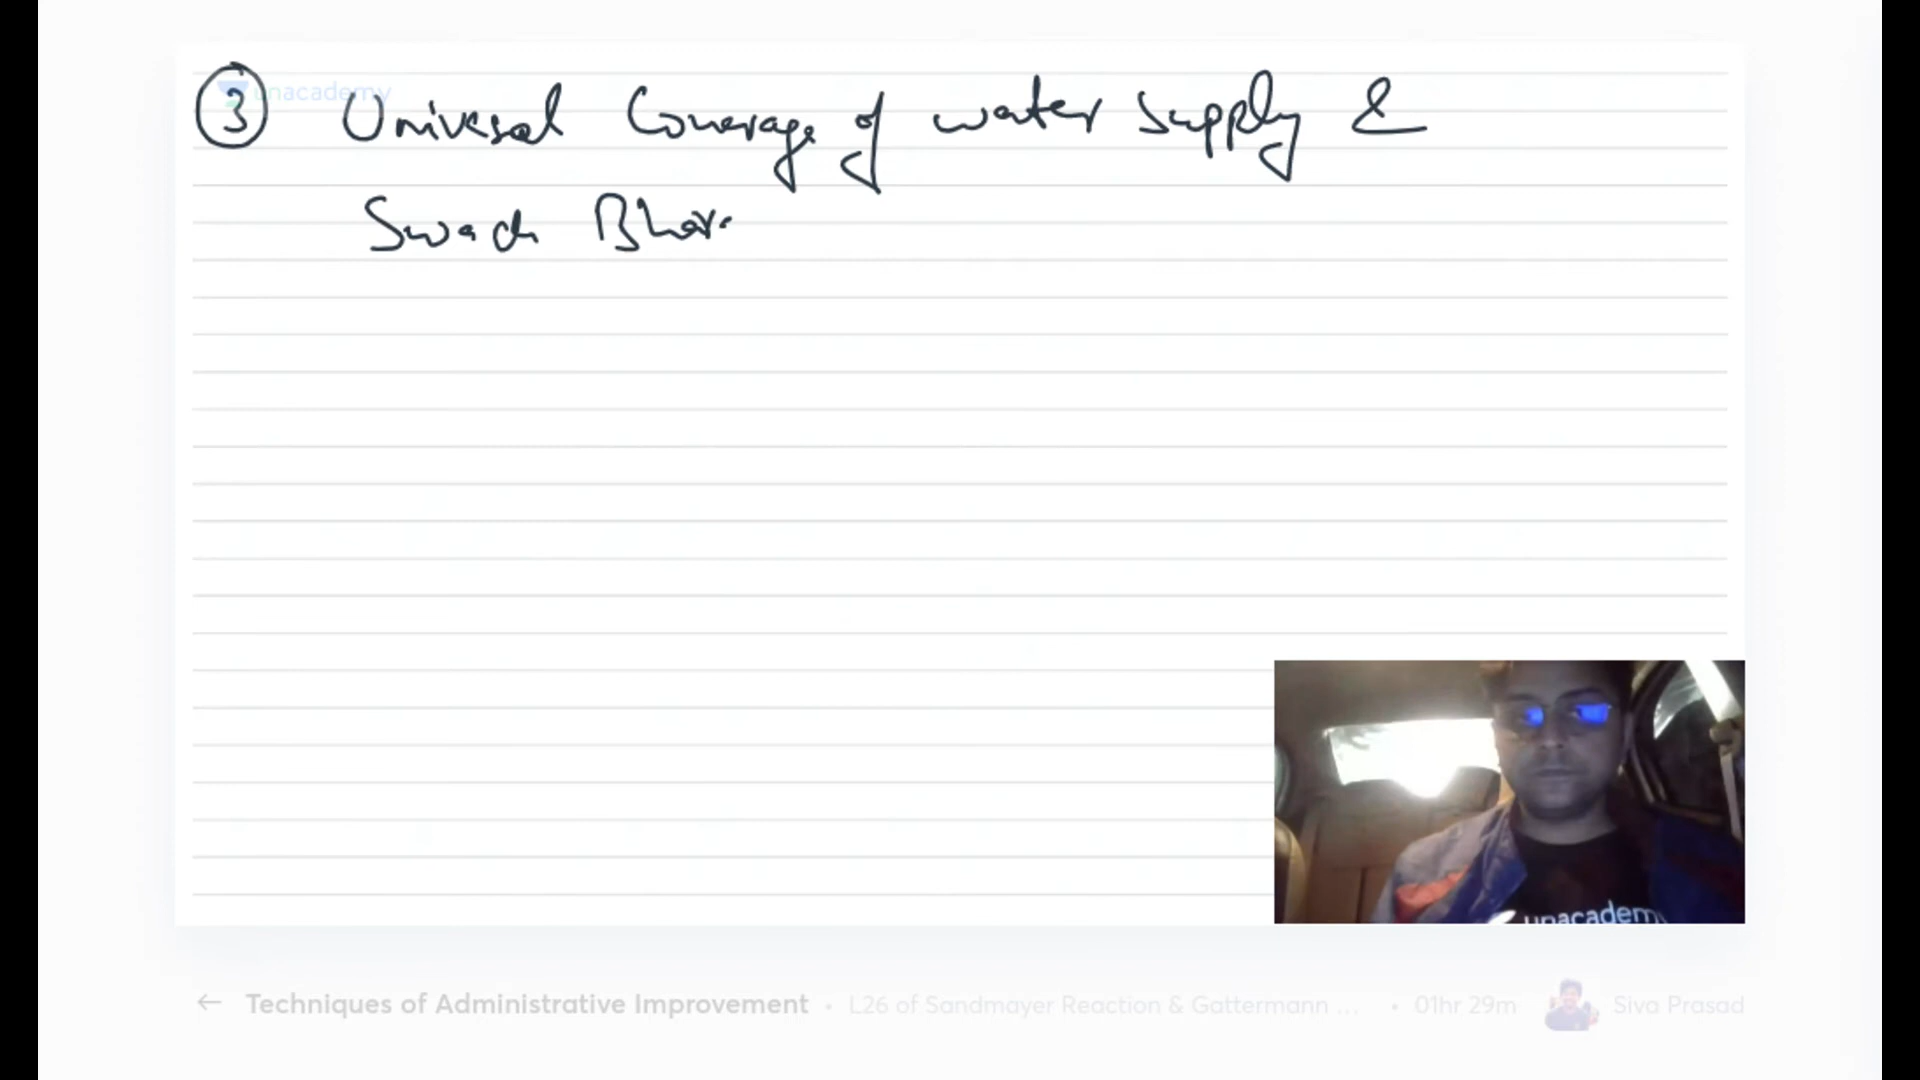 3 Universal Coverage of water Supply &
Swach Bhar
unacademy
unacademy
Techniques of Administrative Improvement • L26 of Sandmayer Reaction & Gattermann ... • 01hr 29m Siva Prasad